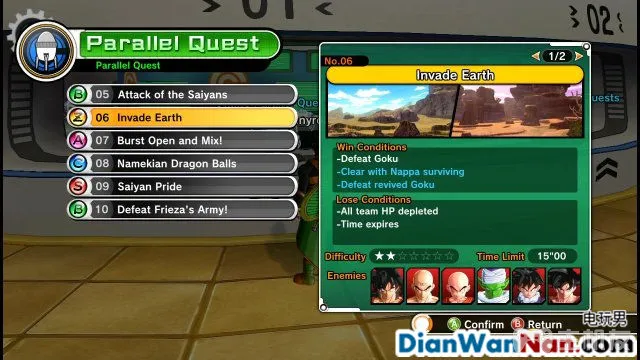 01
02
Parallel Quest
Parallel Quest
B 05 Attack of the Saiyans
Z 06 Invade Earth
A 07 Burst Open and Mix!
C 08 Namekian Dragon Balls
S 09 Saiyan Pride
B 10 Defeat Frieza's Army!
No.06
1/2
Invade Earth
Win Conditions
-Defeat Goku
-Clear with Nappa surviving
-Defeat revived Goku
Lose Conditions
-All team HP depleted
-Time expires
Difficulty
Time Limit 15"00
Enemies
A Confirm B Return
电玩男
DianWanNan.com